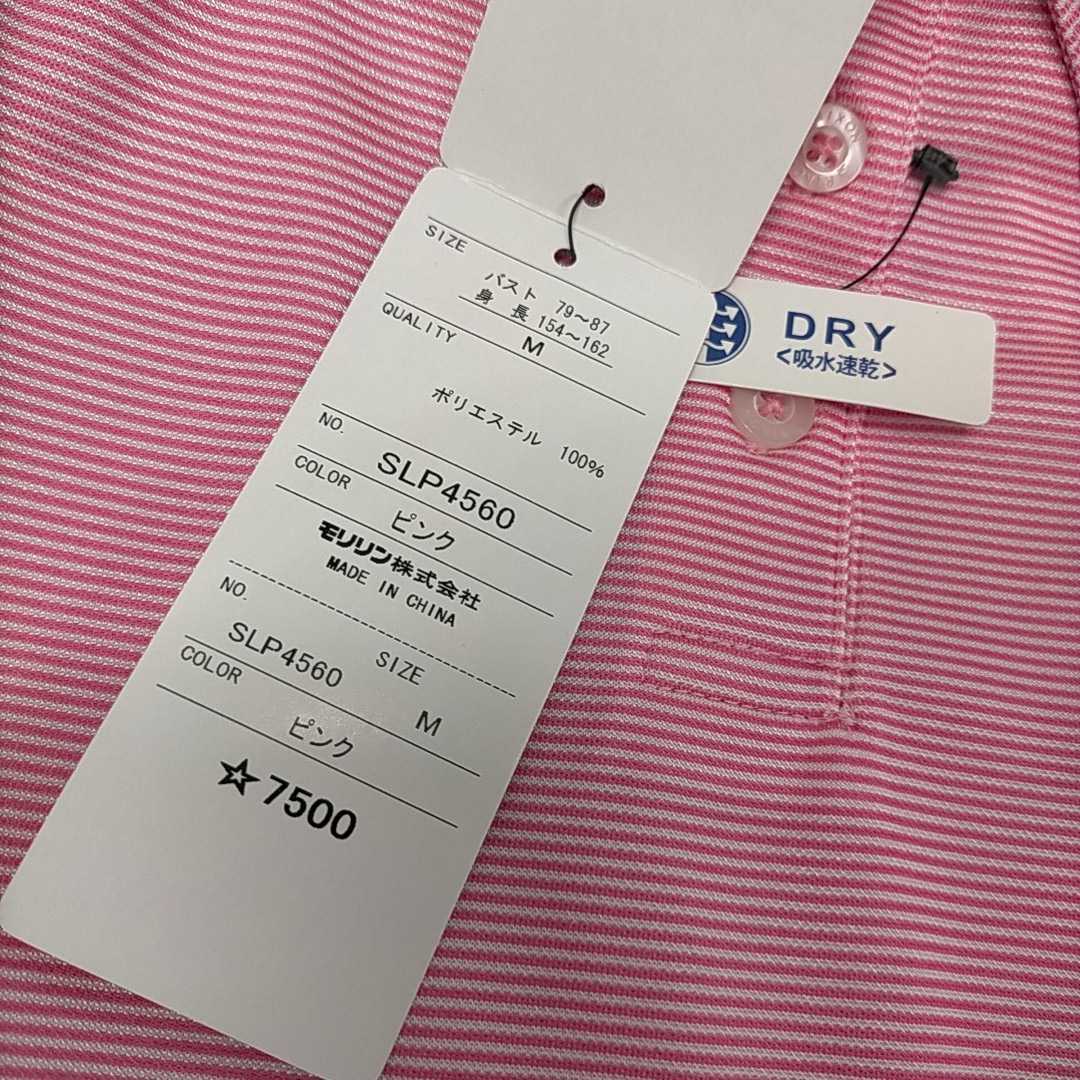 SIZE
バスト 79～87
身 長 154～162
M
QUALITY
ポリエステル 100%
NO.
SLP4560
COLOR
ピンク
モリリン株式会社
MADE IN CHINA
NO.
SIZE
SLP4560
M
COLOR
ピンク
☆7500
DRY
<吸水速乾>